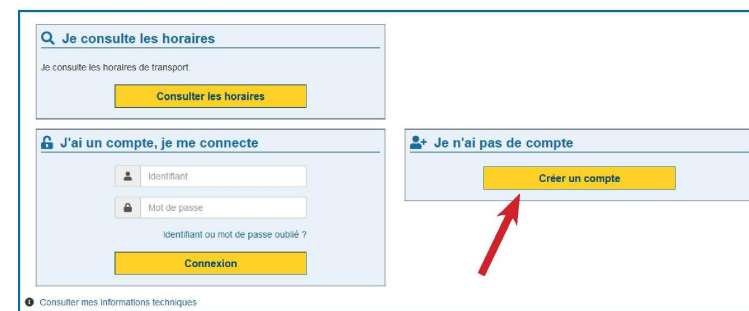 Je consulte les horaires
Je consulte les horaires de transport.
Consulter les horaires
J'ai un compte, je me connecte
Identifiant
Mot de passe
Identifiant ou mot de passe oublié ?
Connexion
Je n'ai pas de compte
Créer un compte
Consulter mes informations techniques